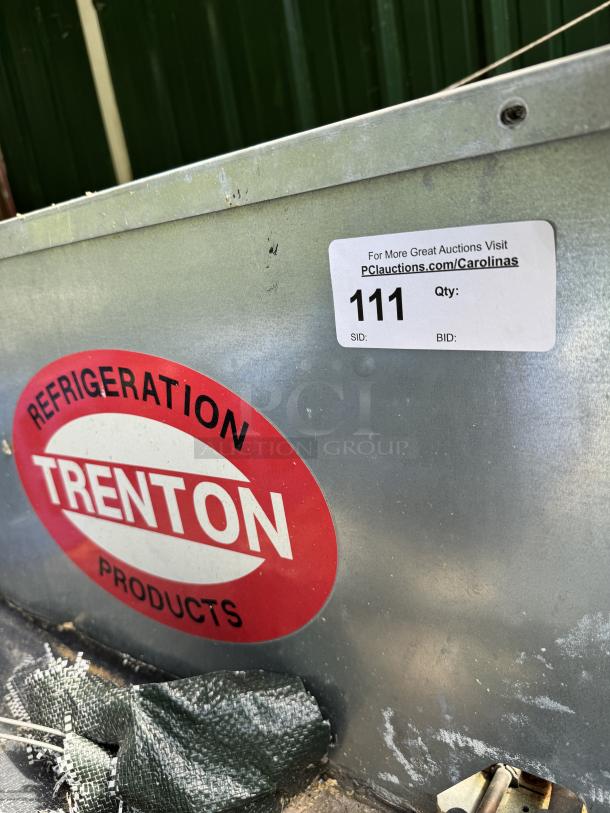 For More Great Auctions Visit
PCIauctions.com/Carolinas
111
Qty:
SID:
BID:
REFRIGERATION
TRENTON
PRODUCTS
PCi
AUCTION GROUP